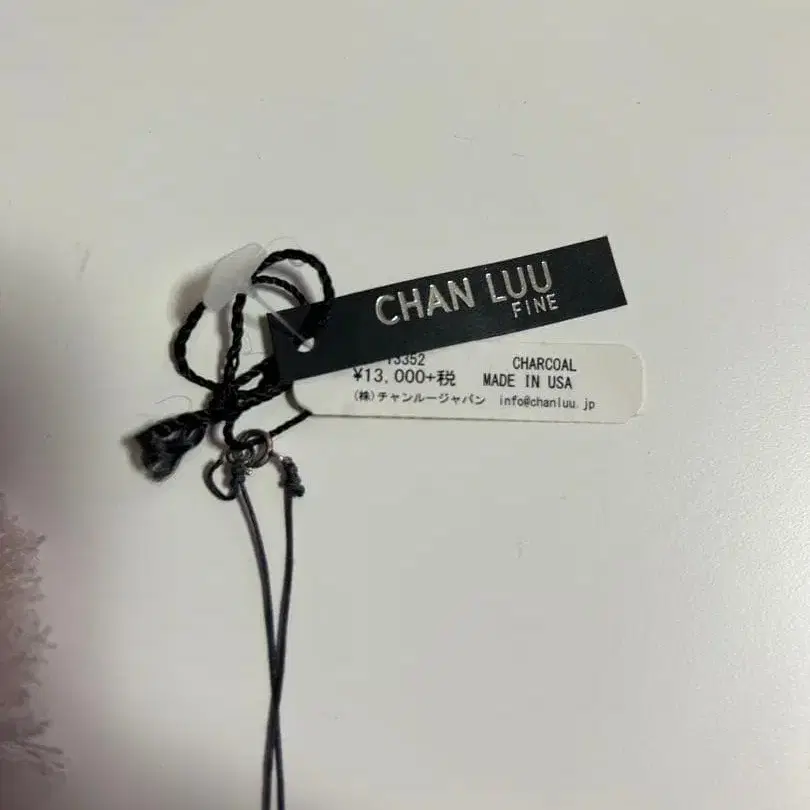 CHAN LUU
FINE
13352 CHARCOAL
¥13,000+税 MADE IN USA
(株)チャンルージャパン info@chanluu.jp